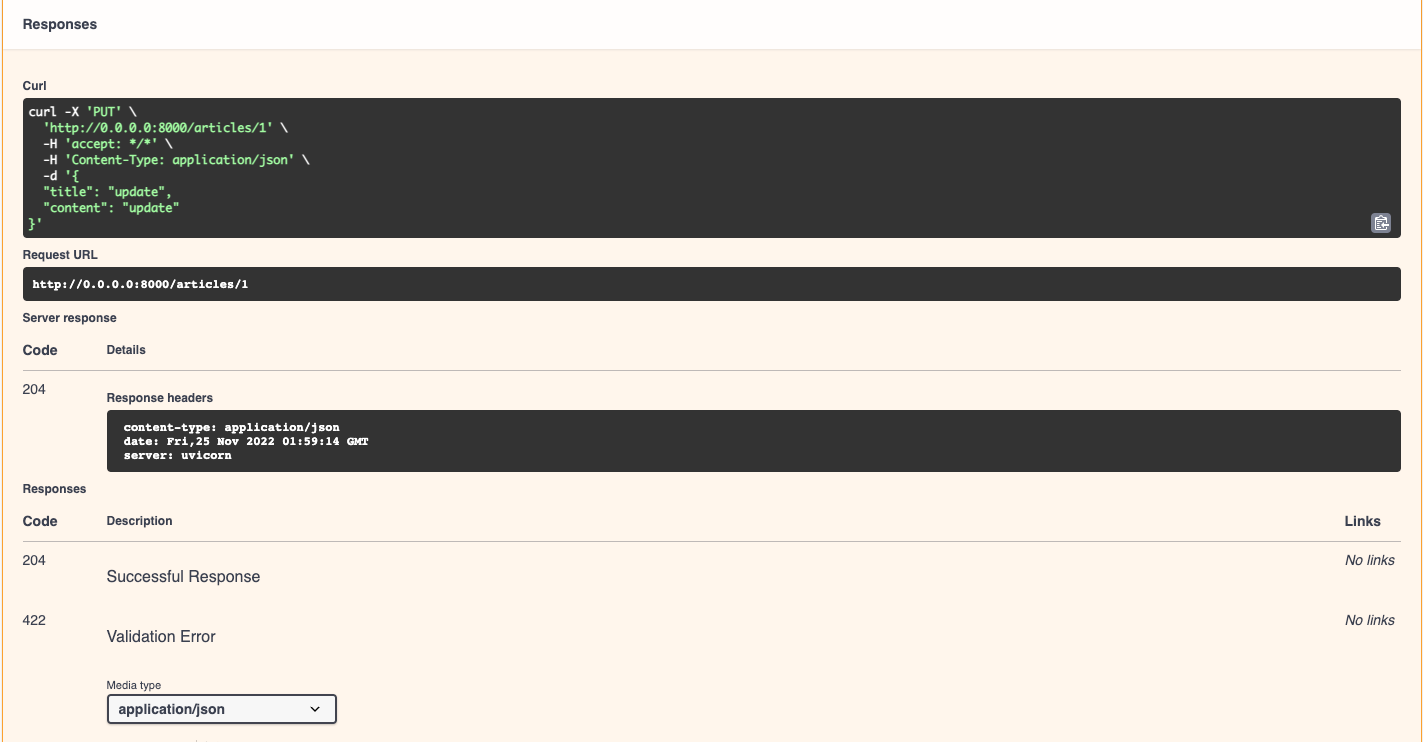 Responses
Curl
curl -X 'PUT' \
  'http://0.0.0.0:8000/articles/1' \
  -H 'accept: */*' \
  -H 'Content-Type: application/json' \
  -d '{
  "title": "update",
  "content": "update"
}'
Request URL
http://0.0.0.0:8000/articles/1
Server response
Code Details
204
Response headers
content-type: application/json
date: Fri,25 Nov 2022 01:59:14 GMT
server: uvicorn
Responses
Code Description Links
204 No links
Successful Response
422 No links
Validation Error
Media type
application/json